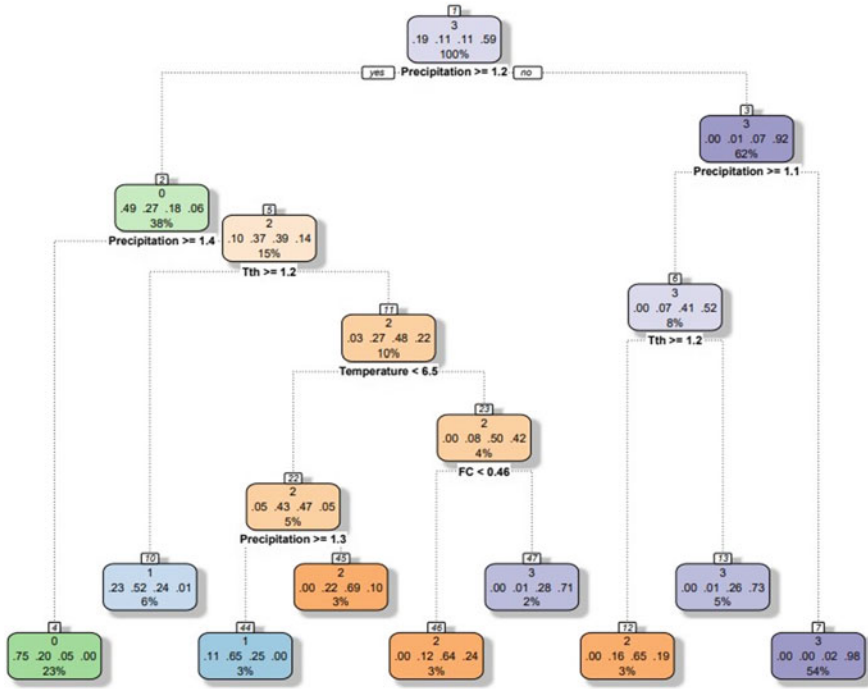 1
3
.19 .11 .11 .59
100%
yes Precipitation >= 1.2 no
3
3
.00 .01 .07 .92
62%
Precipitation >= 1.1
2
0
.49 .27 .18 .06
38%
Precipitation >= 1.4
5
2
.10 .37 .39 .14
15%
Tth >= 1.2
6
3
.00 .07 .41 .52
8%
Tth >= 1.2
11
2
.03 .27 .48 .22
10%
Temperature < 6.5
23
2
.00 .08 .50 .42
4%
FC < 0.46
22
2
.05 .43 .47 .05
5%
Precipitation >= 1.3
10
1
.23 .52 .24 .01
6%
45
2
.00 .22 .69 .10
3%
47
3
.00 .01 .28 .71
2%
13
3
.00 .01 .26 .73
5%
4
0
.75 .20 .05 .00
23%
44
1
.11 .65 .25 .00
3%
46
2
.00 .12 .64 .24
3%
12
2
.00 .16 .65 .19
3%
7
3
.00 .00 .02 .98
54%